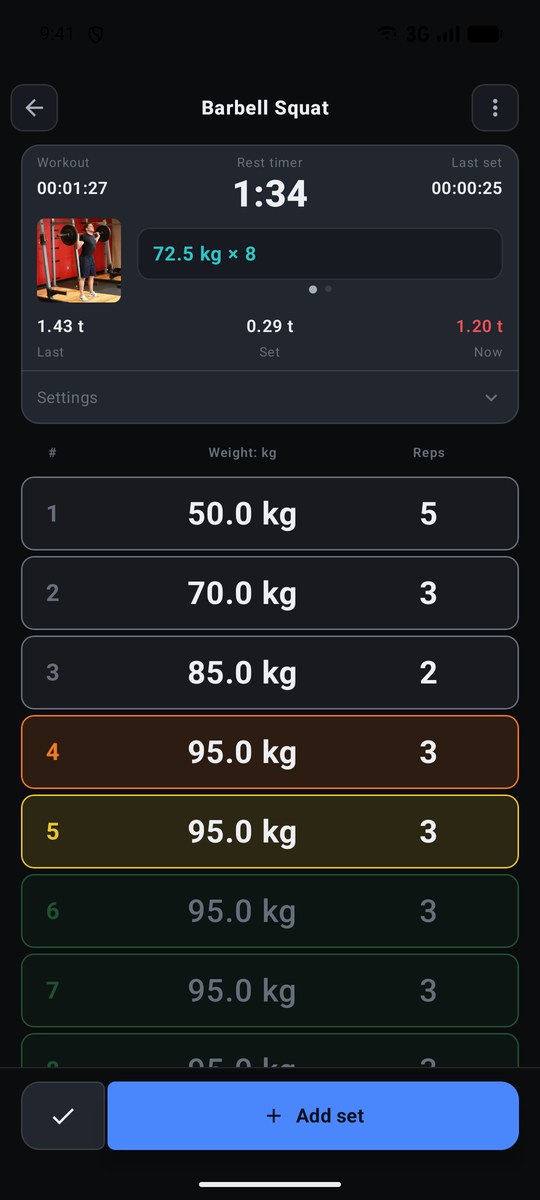 9:41 3G
Barbell Squat
Workout Rest timer Last set
00:01:27 1:34 00:00:25
72.5 kg × 8
1.43 t 0.29 t 1.20 t
Last Set Now
Settings
# Weight: kg Reps
1 50.0 kg 5
2 70.0 kg 3
3 85.0 kg 2
4 95.0 kg 3
5 95.0 kg 3
6 95.0 kg 3
7 95.0 kg 3
+ Add set